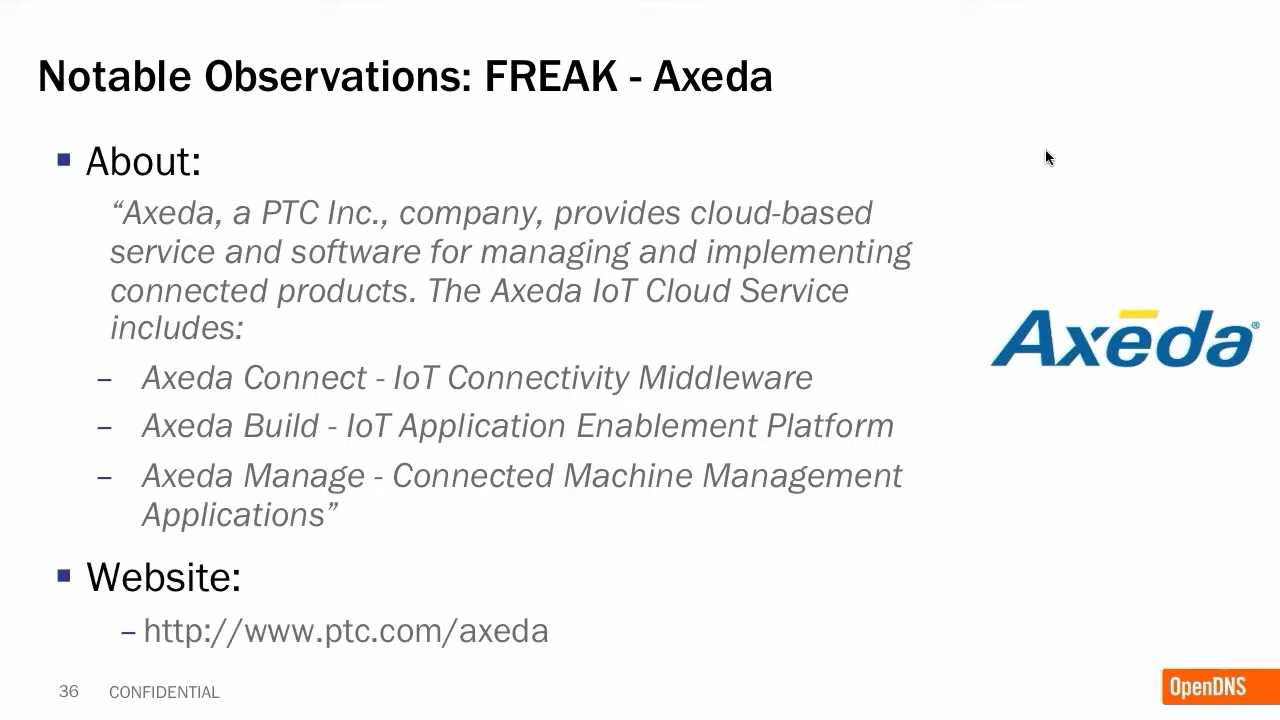 Notable Observations: FREAK - Axeda
▪ About:
“Axeda, a PTC Inc., company, provides cloud-based
service and software for managing and implementing
connected products. The Axeda IoT Cloud Service
includes:
– Axeda Connect - IoT Connectivity Middleware
– Axeda Build - IoT Application Enablement Platform
– Axeda Manage - Connected Machine Management
Applications”
Axeda®
▪ Website:
– http://www.ptc.com/axeda
36 CONFIDENTIAL
OpenDNS